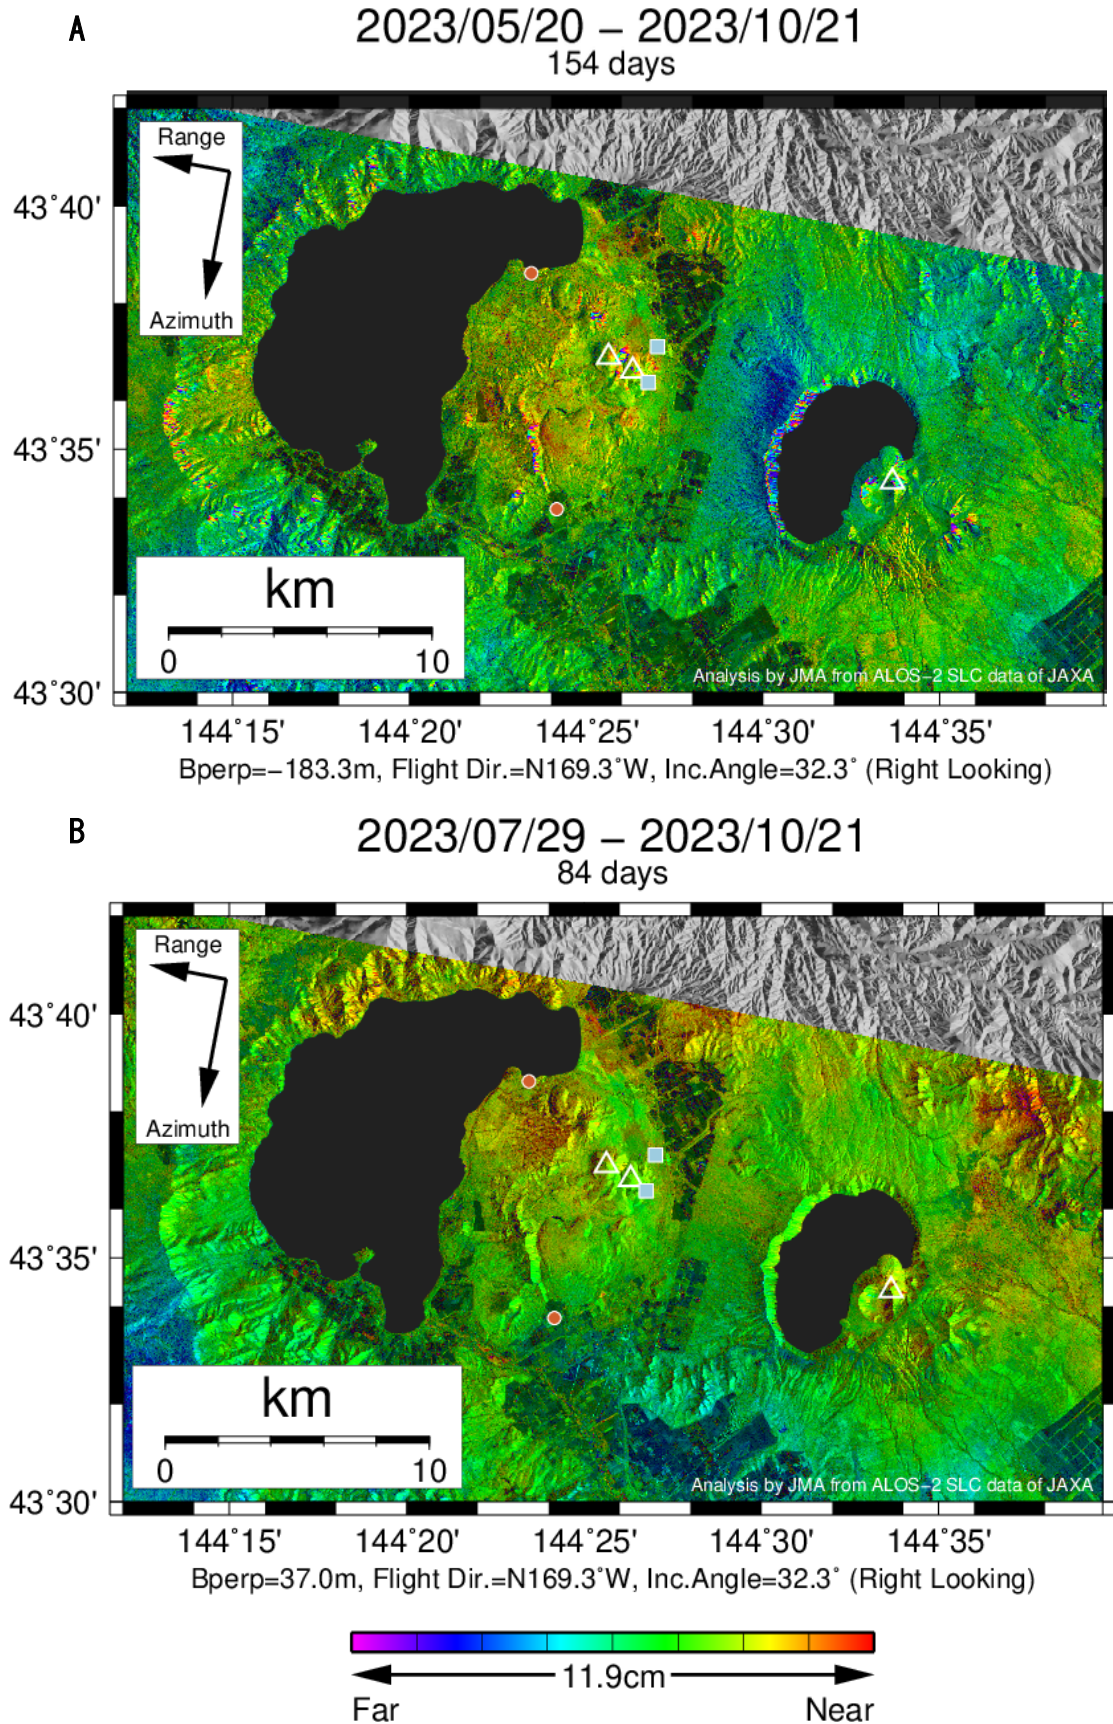 A
2023/05/20 − 2023/10/21
154 days
Range
Azimuth
43˚40'
43˚35'
43˚30'
km
0 10
Analysis by JMA from ALOS−2 SLC data of JAXA
144˚15' 144˚20' 144˚25' 144˚30' 144˚35'
Bperp=−183.3m, Flight Dir.=N169.3˚W, Inc.Angle=32.3˚ (Right Looking)
B
2023/07/29 − 2023/10/21
84 days
Range
Azimuth
43˚40'
43˚35'
43˚30'
km
0 10
Analysis by JMA from ALOS−2 SLC data of JAXA
144˚15' 144˚20' 144˚25' 144˚30' 144˚35'
Bperp=37.0m, Flight Dir.=N169.3˚W, Inc.Angle=32.3˚ (Right Looking)
11.9cm
Far Near